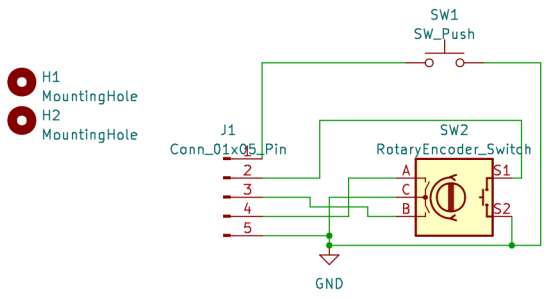 SW1
SW_Push
H1
MountingHole
H2
MountingHole
J1
Conn_01x05_Pin
1
2
3
4
5
SW2
RotaryEncoder_Switch
A
C
B
S1
S2
GND